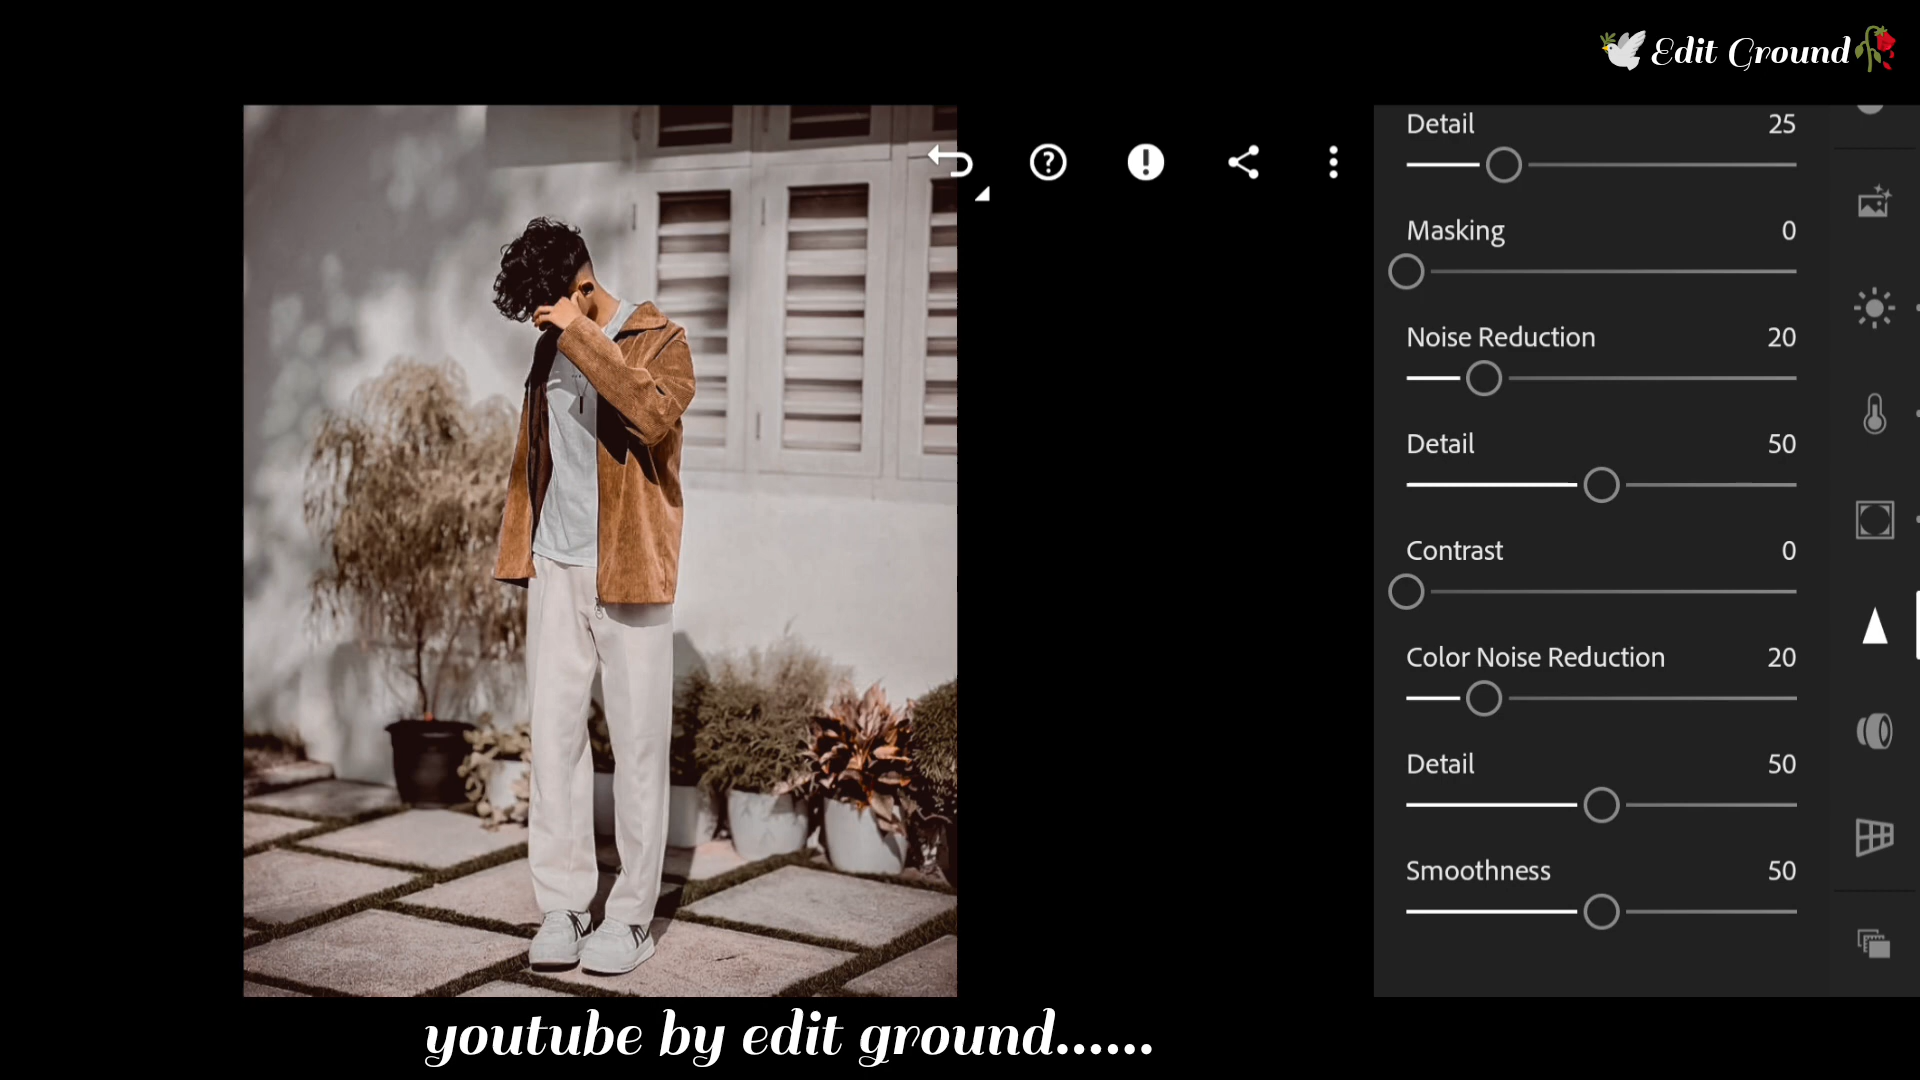 Edit Ground
Detail 25
Masking 0
Noise Reduction 20
Detail 50
Contrast 0
Color Noise Reduction 20
Detail 50
Smoothness 50
youtube by edit ground......